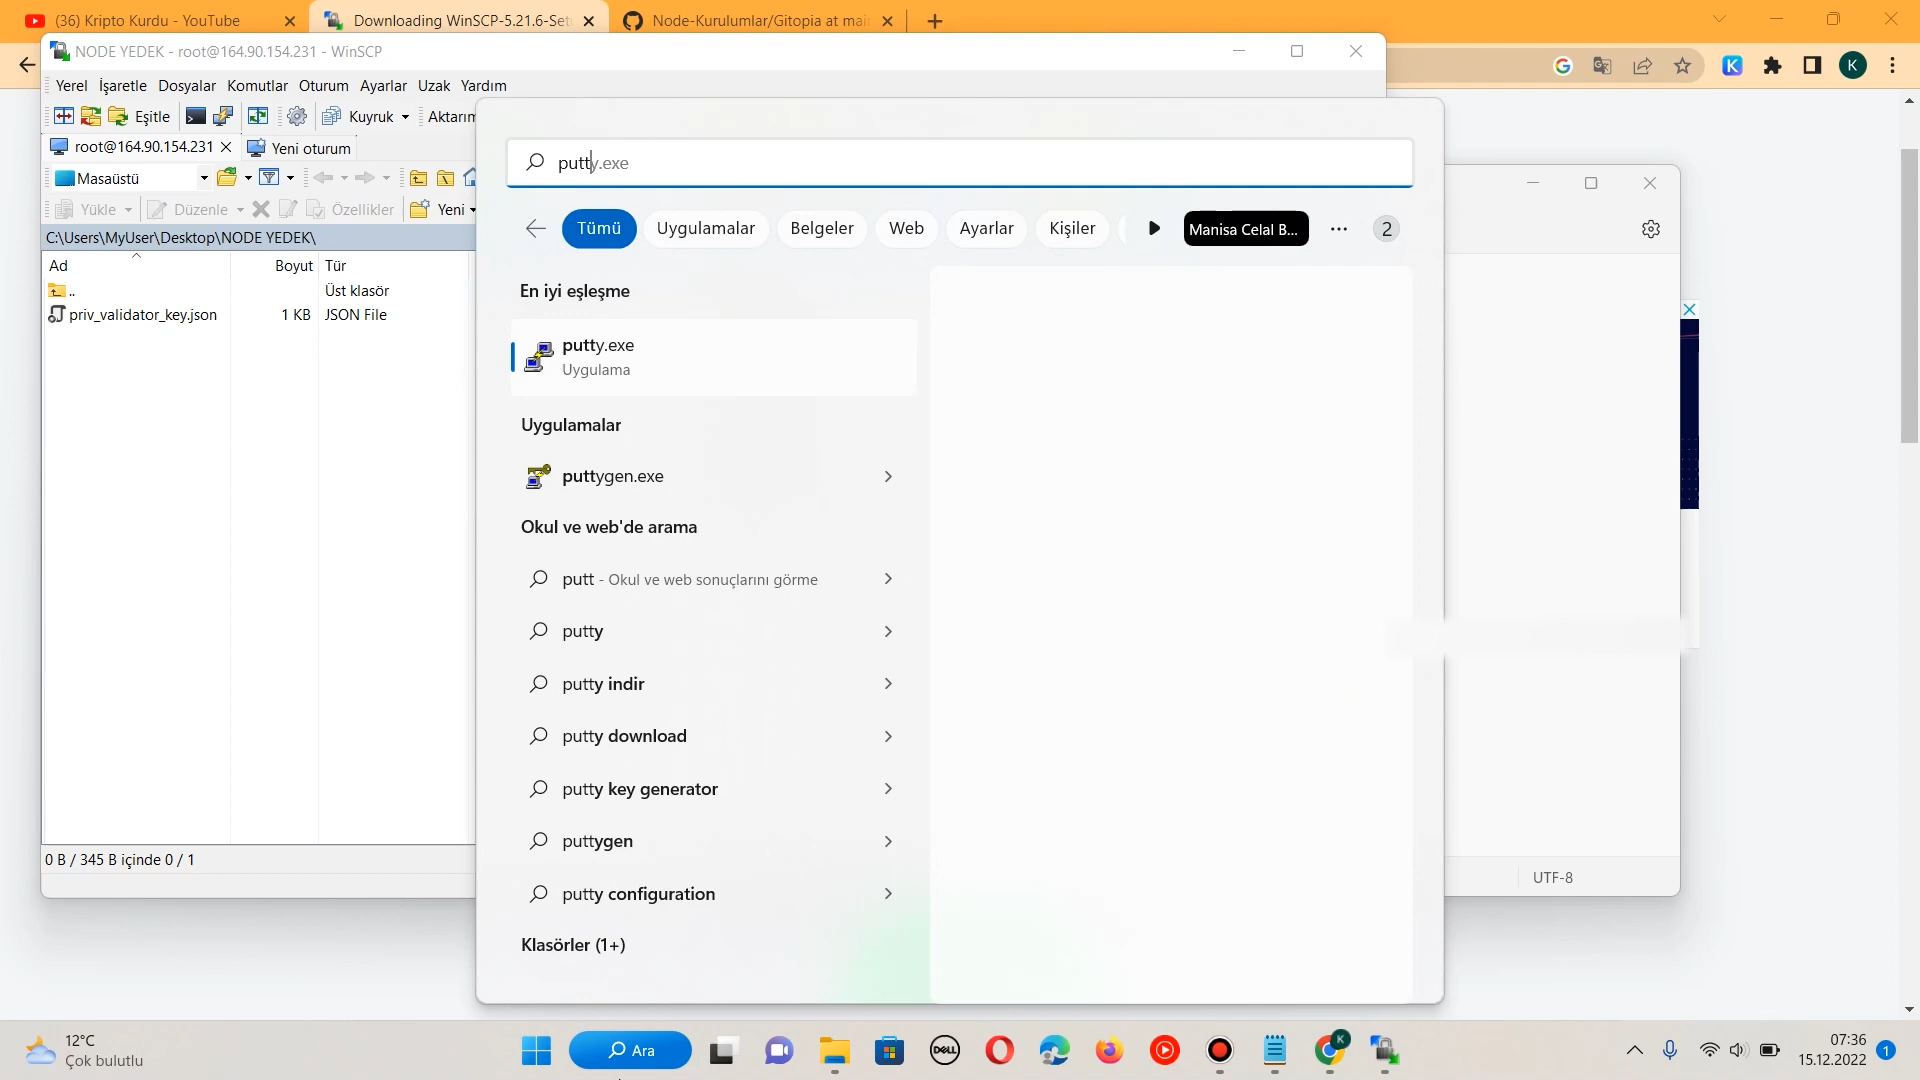 (36) Kripto Kurdu - YouTube
Downloading WinSCP-5.21.6-Set
Node-Kurulumlar/Gitopia at mai
NODE YEDEK - root@164.90.154.231 - WinSCP
Yerel İşaretle Dosyalar Komutlar Oturum Ayarlar Uzak Yardım
Eşitle
Kuyruk
Aktarım
root@164.90.154.231
Yeni oturum
Masaüstü
Yükle
Düzenle
Özellikler
Yeni
C:\Users\MyUser\Desktop\NODE YEDEK\
Ad Boyut Tür
.. Üst klasör
priv_validator_key.json 1 KB JSON File
0 B / 345 B içinde 0 / 1
putty.exe
Tümü Uygulamalar Belgeler Web Ayarlar Kişiler Manisa Celal B... 2
En iyi eşleşme
putty.exe
Uygulama
Uygulamalar
puttygen.exe
Okul ve web'de arama
putt - Okul ve web sonuçlarını görme
putty
putty indir
putty download
putty key generator
puttygen
putty configuration
Klasörler (1+)
UTF-8
K
K
12°C
Çok bulutlu
Ara
DELL
K
07:36
15.12.2022
1